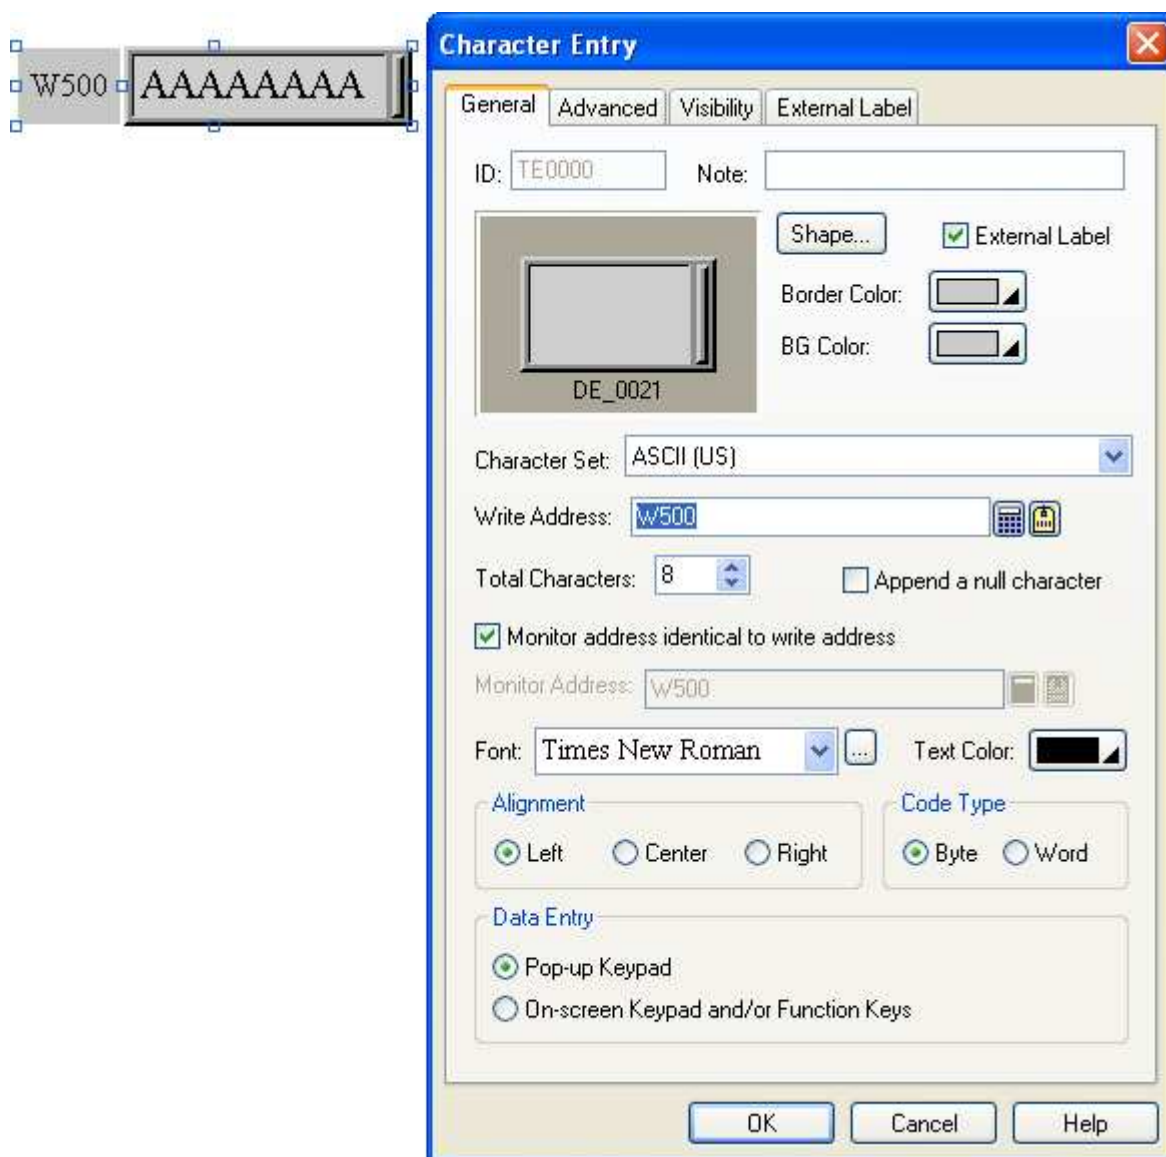 W500 AAAAAAAA
Character Entry
General Advanced Visibility External Label
ID: TE0000 Note:
Shape... External Label
Border Color:
BG Color:
DE_0021
Character Set: ASCII (US)
Write Address: W500
Total Characters: 8 Append a null character
Monitor address identical to write address
Monitor Address: W500
Font: Times New Roman ... Text Color:
Alignment Code Type
Left Center Right Byte Word
Data Entry
Pop-up Keypad
On-screen Keypad and/or Function Keys
OK Cancel Help